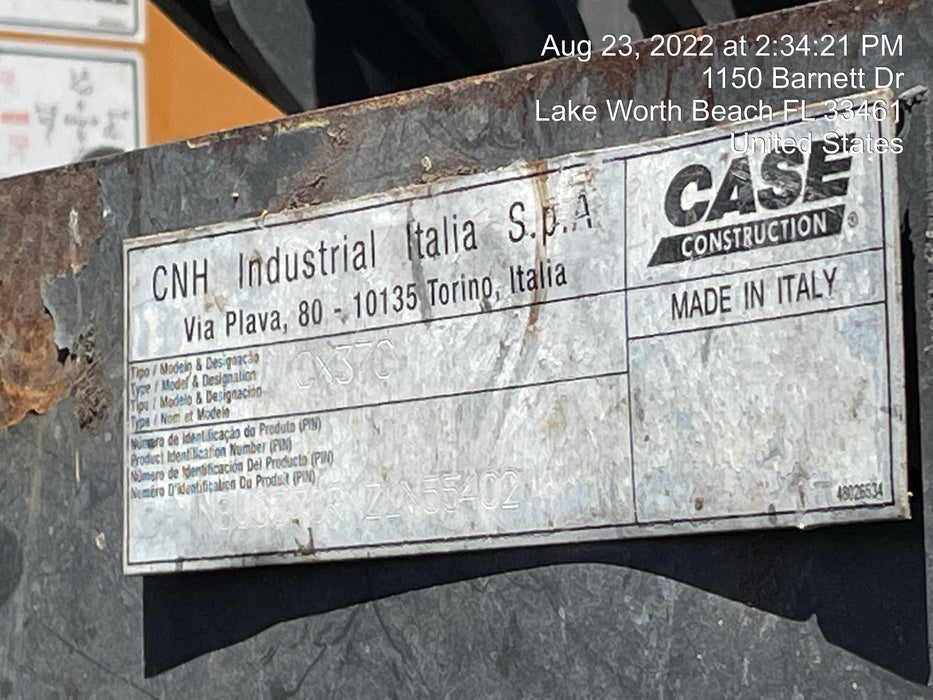 Aug 23, 2022 at 2:34:21 PM
1150 Barnett Dr
Lake Worth Beach FL 33461
United States
CNH Industrial Italia S.p.A
Via Plava, 80 - 10135 Torino, Italia
CASE
CONSTRUCTION ®
MADE IN ITALY
Tipo / Modelo & Designação
Type / Model & Designation
Tipo / Modelo & Designación
Type / Nom et Modele
CX37C
Número de Identificação do Produto (PIN)
Product Identification Number (PIN)
Número de Identificación Del Producto (PIN)
Numéro D'identification Du Produit (PIN)
48026534